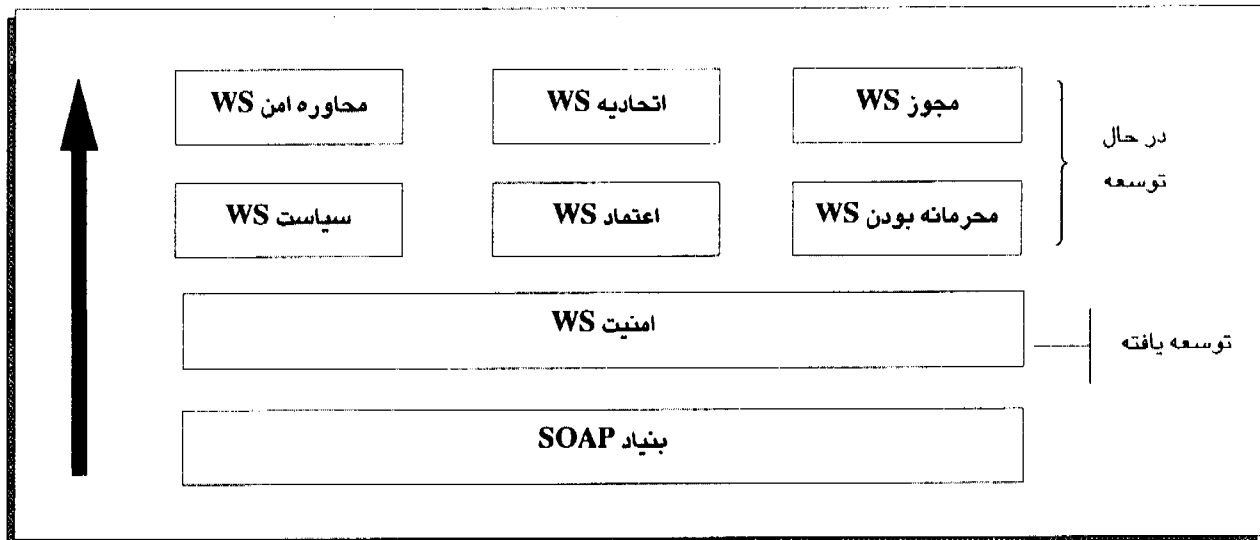 مجوز WS
اتحادیه WS
محاوره امن WS
در حال
توسعه
محرمانه بودن WS
اعتماد WS
سیاست WS
امنیت WS
توسعه یافته
بنیاد SOAP